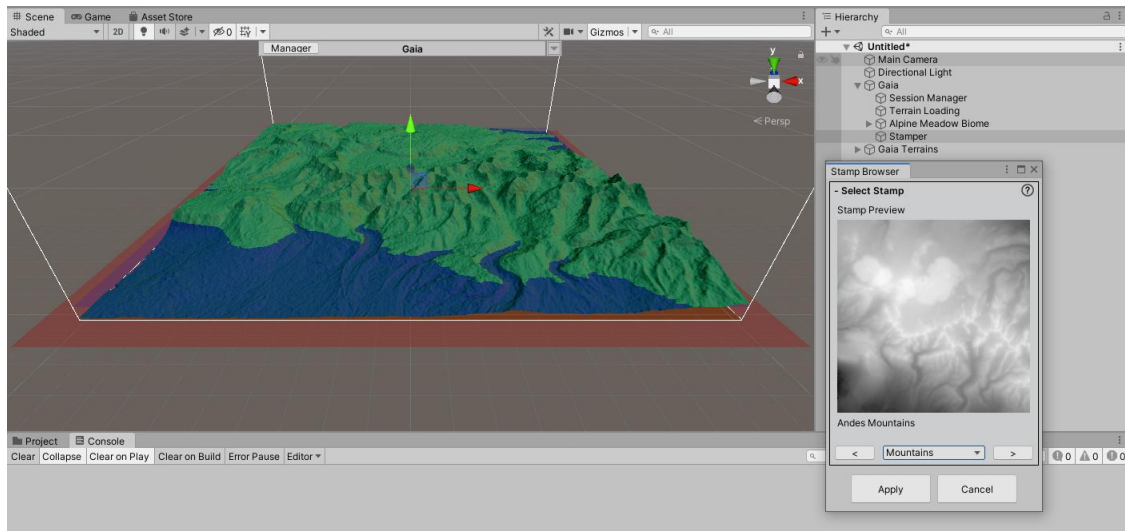 Scene Game Asset Store
Shaded 2D 0 Gizmos All
Manager Gaia
y
x
Persp
Hierarchy
All
Untitled*
Main Camera
Directional Light
Gaia
Session Manager
Terrain Loading
Alpine Meadow Biome
Stamper
Gaia Terrains
Stamp Browser
- Select Stamp ?
Stamp Preview
Andes Mountains
< Mountains >
Apply Cancel
Project Console
Clear Collapse Clear on Play Clear on Build Error Pause Editor 0 0 0